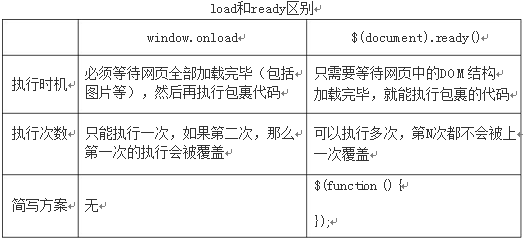 load和ready区别
window.onload
$(document).ready()
执行时机
必须等待网页全部加载完毕（包括
图片等），然后再执行包裹代码
只需要等待网页中的DOM结构
加载完毕，就能执行包裹的代码
执行次数
只能执行一次，如果第二次，那么
第一次的执行会被覆盖
可以执行多次，第N次都不会被上
一次覆盖
简写方案
无
$(function () {
});